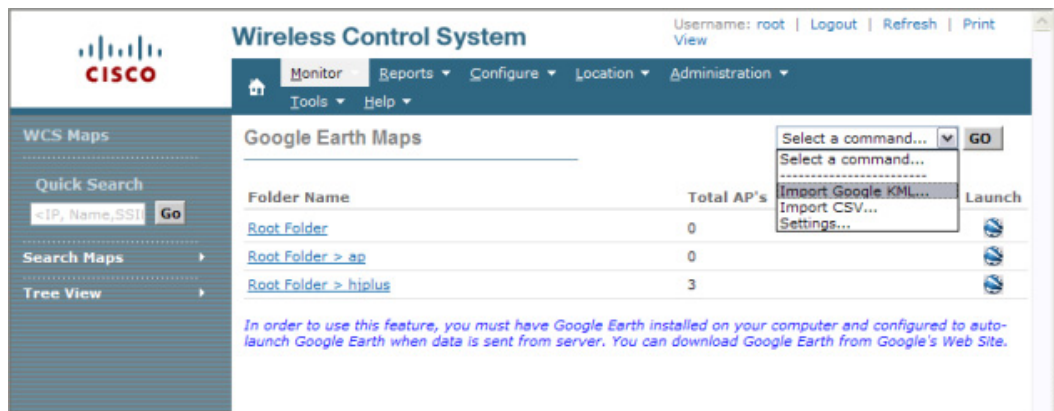 Wireless Control System
Username: root | Logout | Refresh | Print
View
CISCO
Monitor Reports Configure Location Administration
Tools Help
WCS Maps
Google Earth Maps
Select a command... GO
Select a command...
-------------------------
Import Google KML...
Import CSV...
Settings...
Quick Search
<IP, Name,SSI Go
Search Maps
Tree View
Folder Name Total AP's Launch
Root Folder 0
Root Folder > ap 0
Root Folder > hjplus 3
In order to use this feature, you must have Google Earth installed on your computer and configured to auto-
launch Google Earth when data is sent from server. You can download Google Earth from Google's Web Site.